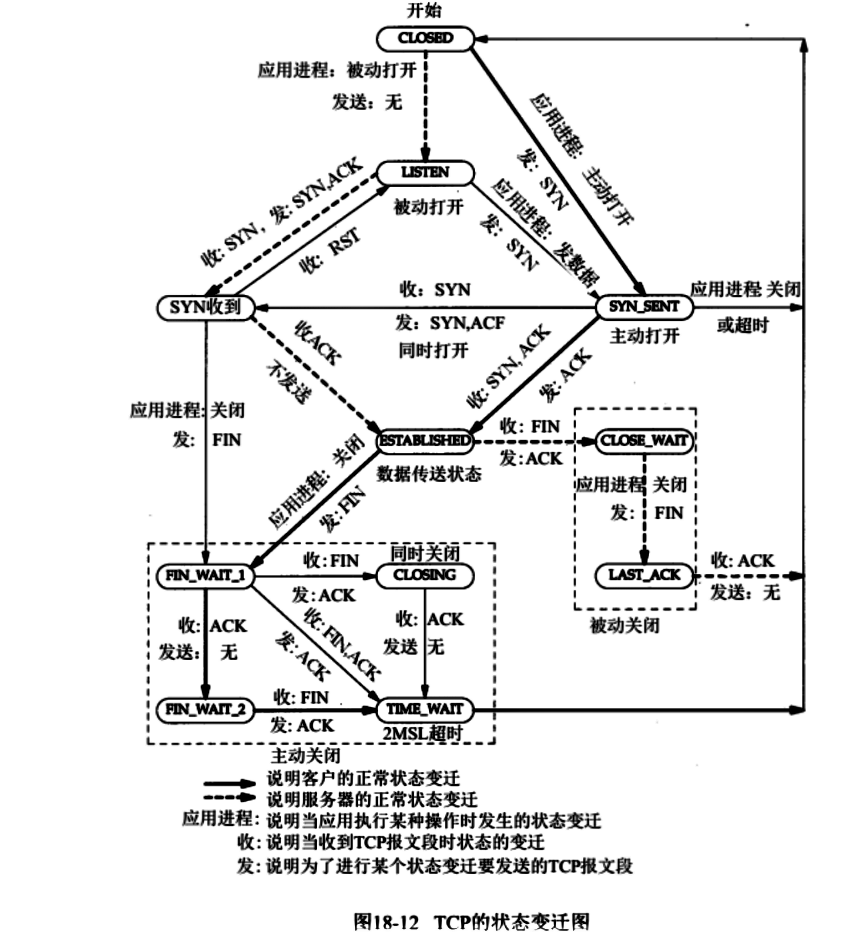 开始
CLOSED
应用进程：被动打开
发送：无
应用进程：主动打开
发：SYN
LISTEN
被动打开
收：SYN，发：SYN,ACK
收：RST
应用进程：发数据
发：SYN
SYN收到
收：SYN
发：SYN,ACF
同时打开
SYN_SENT
主动打开
应用进程 关闭
或超时
收ACK
不发送
收：SYN, ACK
发：ACK
应用进程：关闭
发： FIN
ESTABLISHED
数据传送状态
收：FIN
发:ACK
CLOSE_WAIT
应用进程 关闭
发： FIN
LAST_ACK
收: ACK
发送：无
被动关闭
应用进程：关闭
发:FIN
FIN_WAIT_1
收:FIN
发:ACK
同时关闭
CLOSING
收: ACK
发送： 无
收: FIN,ACK
发: ACK
收: ACK
发送 无
FIN_WAIT_2
收: FIN
发: ACK
TIME_WAIT
2MSL超时
主动关闭
说明客户的正常状态变迁
说明服务器的正常状态变迁
应用进程: 说明当应用执行某种操作时发生的状态变迁
收: 说明当收到TCP报文段时状态的变迁
发: 说明为了进行某个状态变迁要发送的TCP报文段
图18-12 TCP的状态变迁图